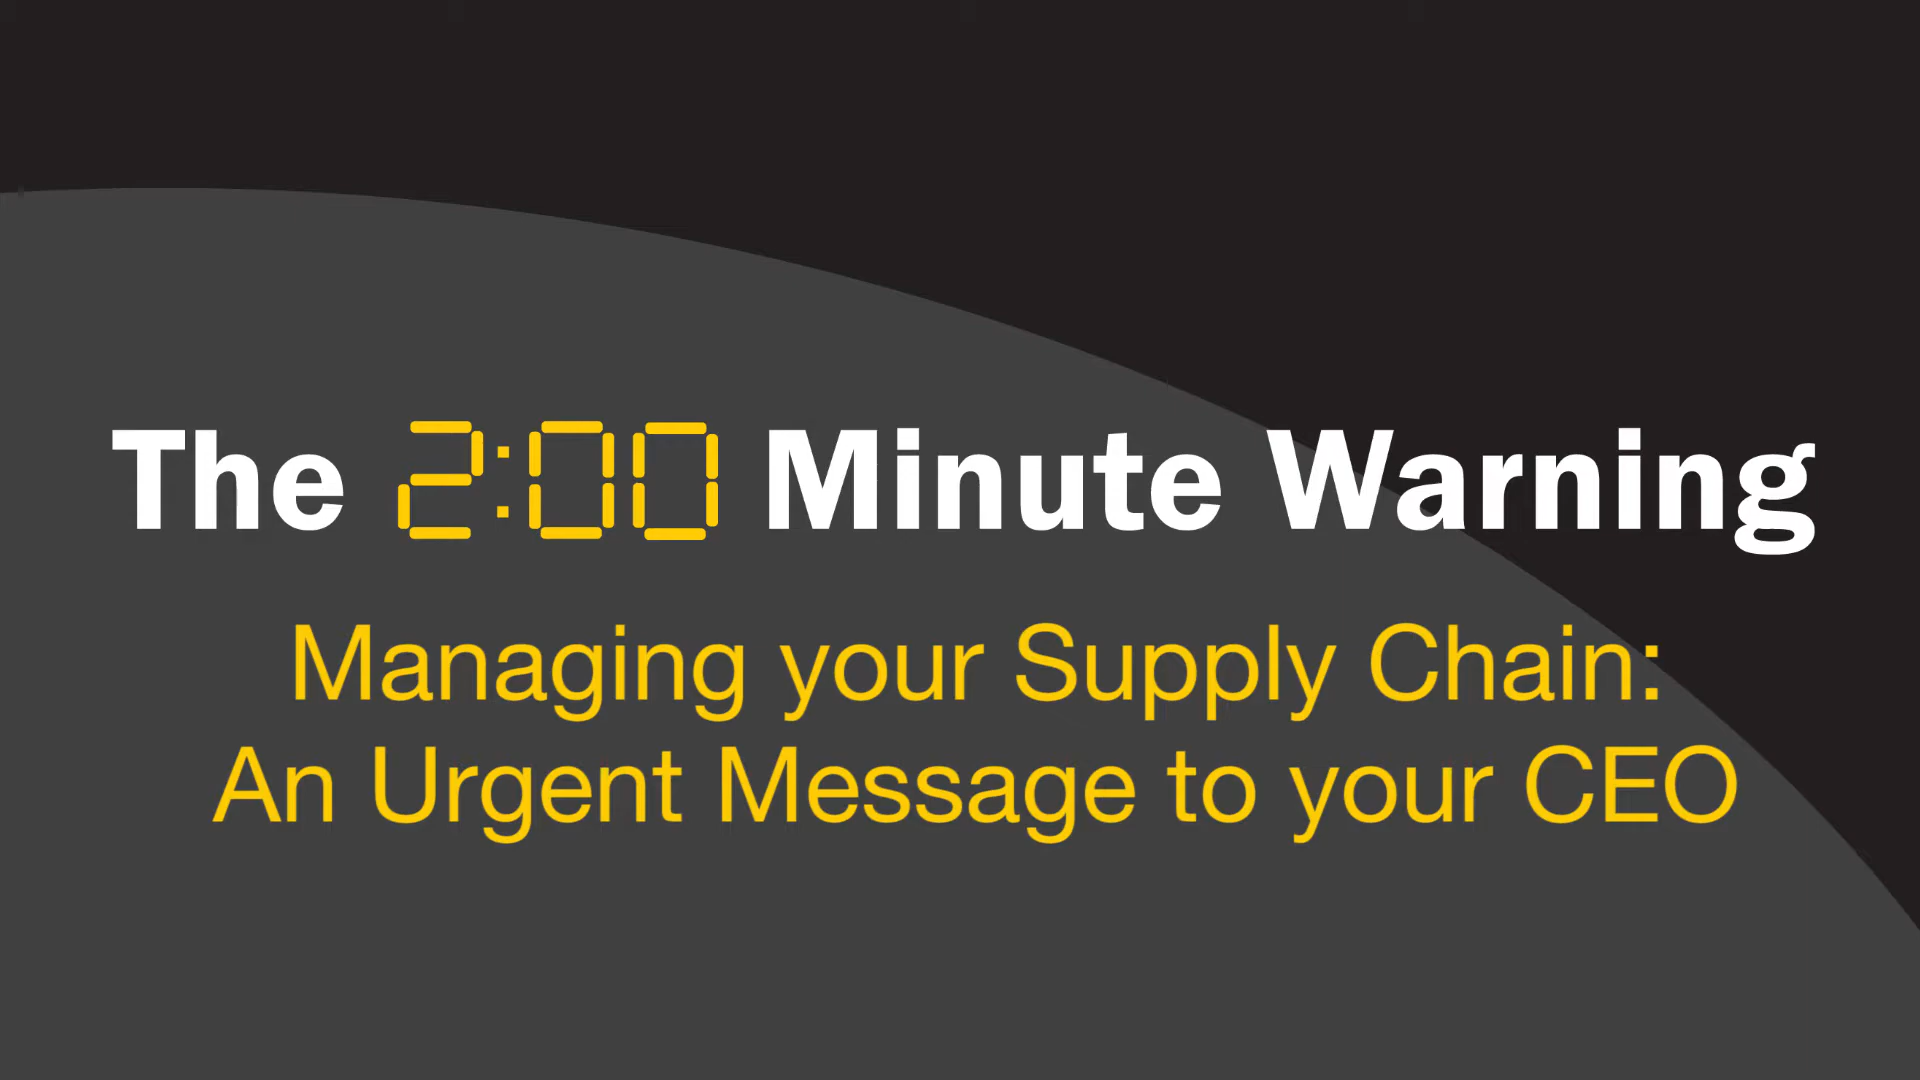 The 2:00 Minute Warning
Managing your Supply Chain:
An Urgent Message to your CEO